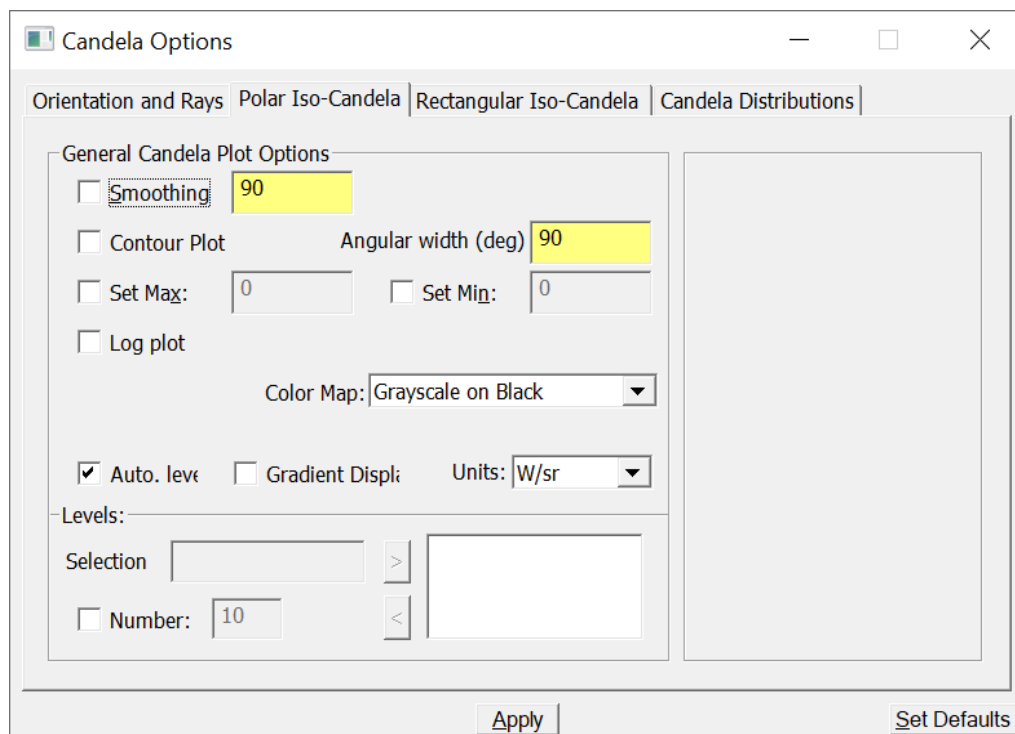 Candela Options
Orientation and Rays Polar Iso-Candela Rectangular Iso-Candela Candela Distributions
General Candela Plot Options
Smoothing 90
Contour Plot Angular width (deg) 90
Set Max: 0 Set Min: 0
Log plot
Color Map: Grayscale on Black
Auto. leve Gradient Displa Units: W/sr
Levels:
Selection >
Number: 10 <
Apply Set Defaults